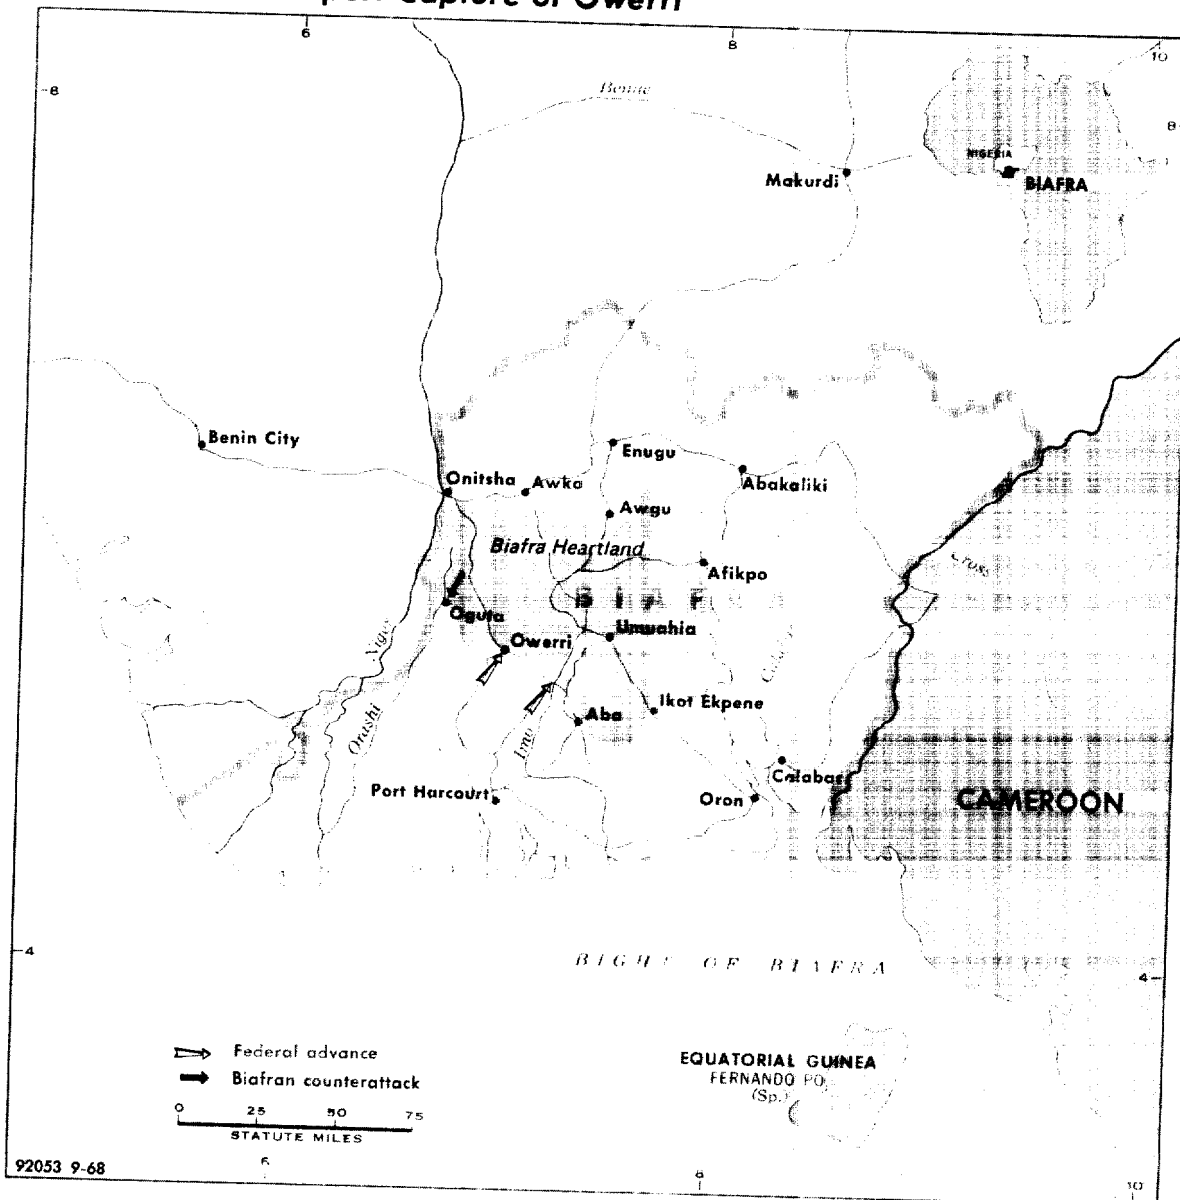 Capture of Owerri
6
8
10
8
8
Benue
NIGERIA
BIAFRA
Makurdi
Benin City
Enugu
Onitsha
Awka
Abakaliki
Awgu
Biafra Heartland
Afikpo
Cross
B I A F R A
Oguta
Umuahia
Owerri
Niger
Ikot Ekpene
Aba
Orashi
Imo
Calabar
Port Harcourt
Oron
CAMEROON
4
BIGHT OF BIAFRA
4
Federal advance
Biafran counterattack
0 25 50 75
STATUTE MILES
EQUATORIAL GUINEA
FERNANDO PO
(Sp.)
92053 9-68
6
8
10